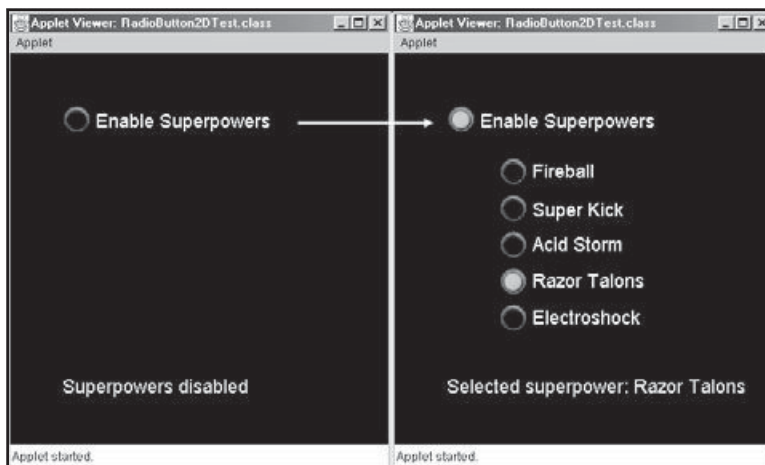 Applet Viewer: RadioButton2DTest.class
Applet
Enable Superpowers
Superpowers disabled
Applet started.
Applet Viewer: RadioButton2DTest.class
Applet
Enable Superpowers
Fireball
Super Kick
Acid Storm
Razor Talons
Electroshock
Selected superpower: Razor Talons
Applet started.